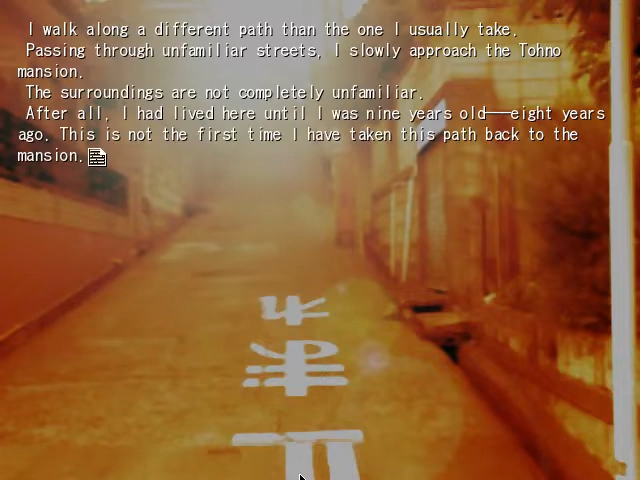 I walk along a different path than the one I usually take.
Passing through unfamiliar streets, I slowly approach the Tohno
mansion.
The surroundings are not completely unfamiliar.
After all, I had lived here until I was nine years old──eight years
ago. This is not the first time I have taken this path back to the
mansion.